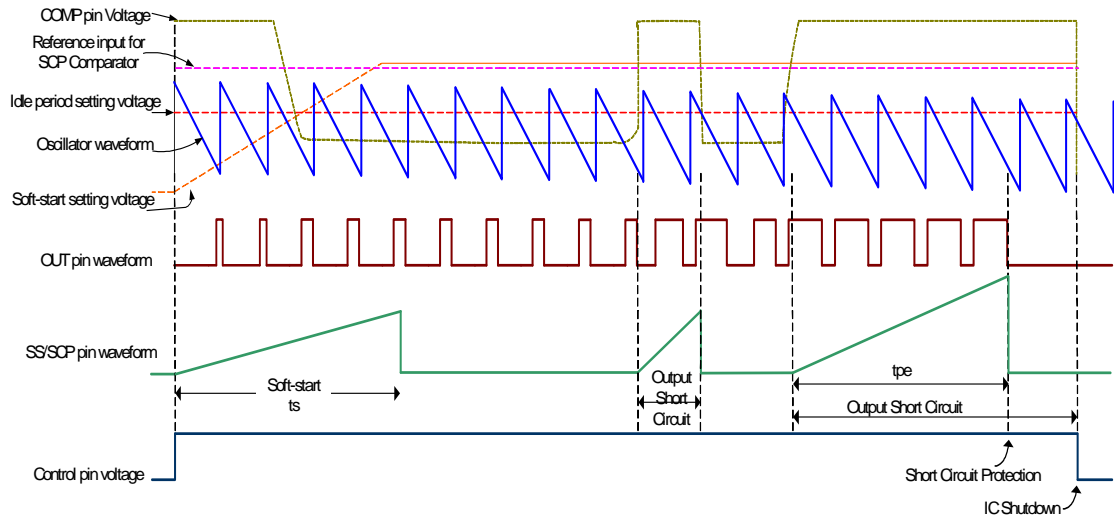 COMP pin Voltage
Reference input for
SCP Comparator
Idle period setting voltage
Oscillator waveform
Soft-start setting voltage
OUT pin waveform
SS/SCP pin waveform
Soft-start
ts
Output
Short
Circuit
tpe
Output Short Circuit
Control pin voltage
Short Circuit Protection
IC Shutdown